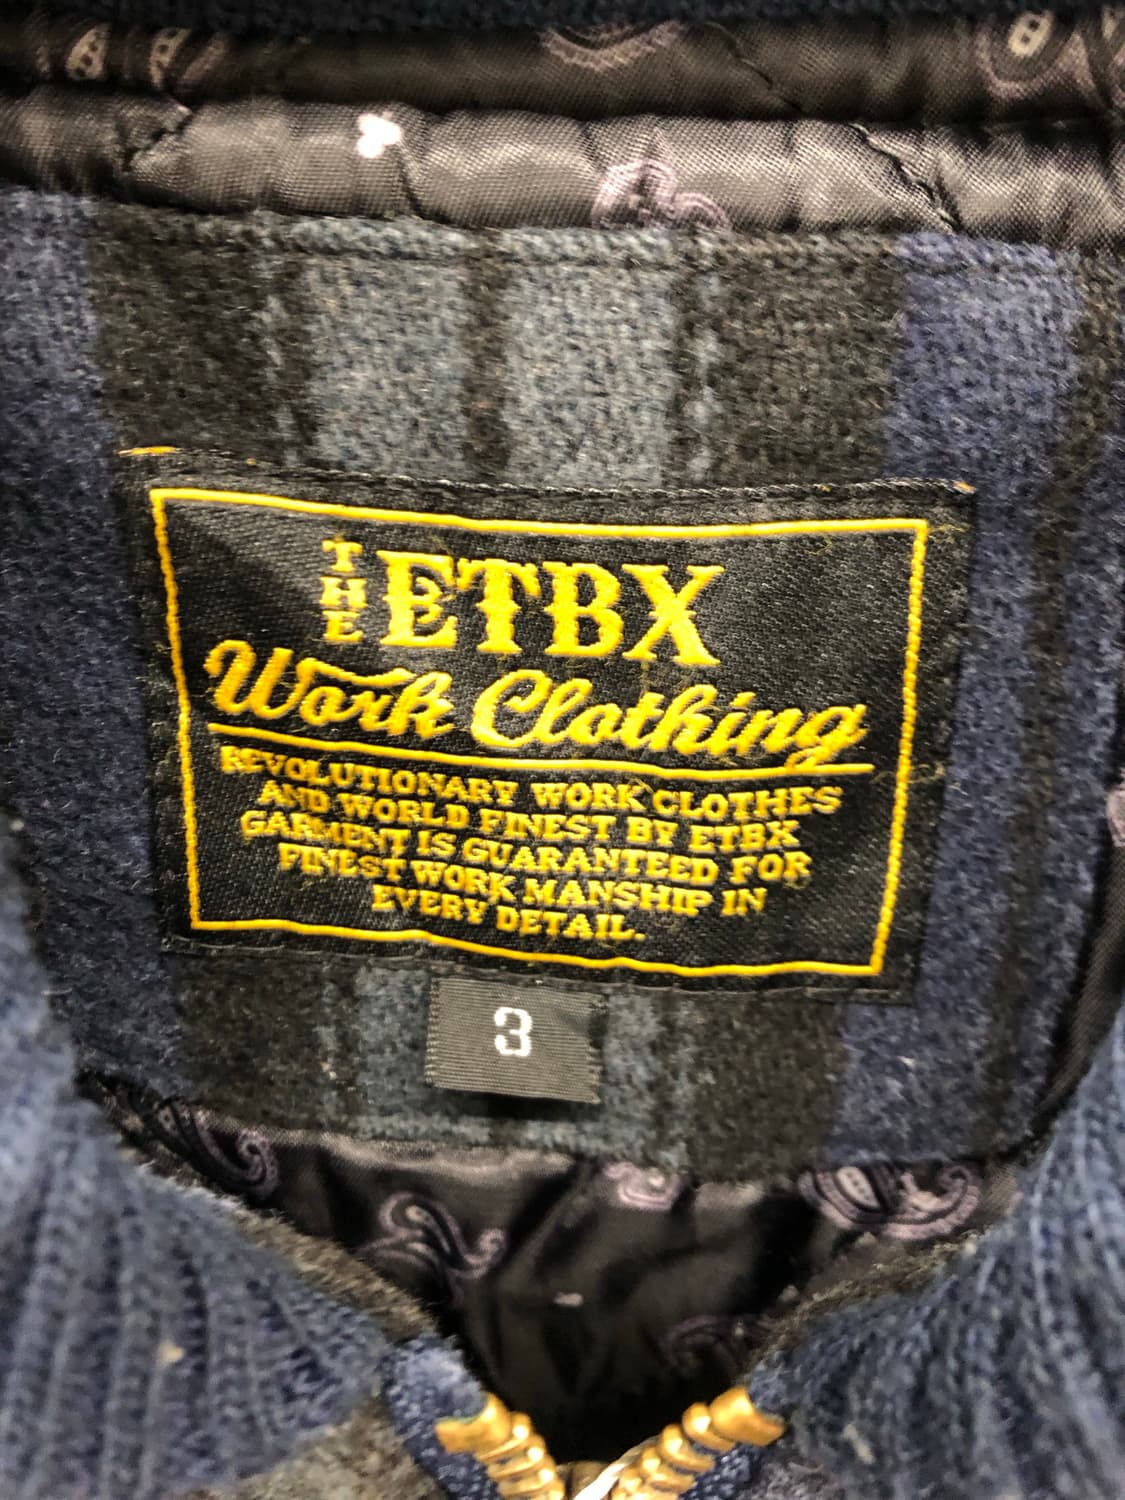 THE ETBX
Work Clothing
REVOLUTIONARY WORK CLOTHES
AND WORLD FINEST BY ETBX
GARMENT IS GUARANTEED FOR
FINEST WORK MANSHIP IN
EVERY DETAIL.
3